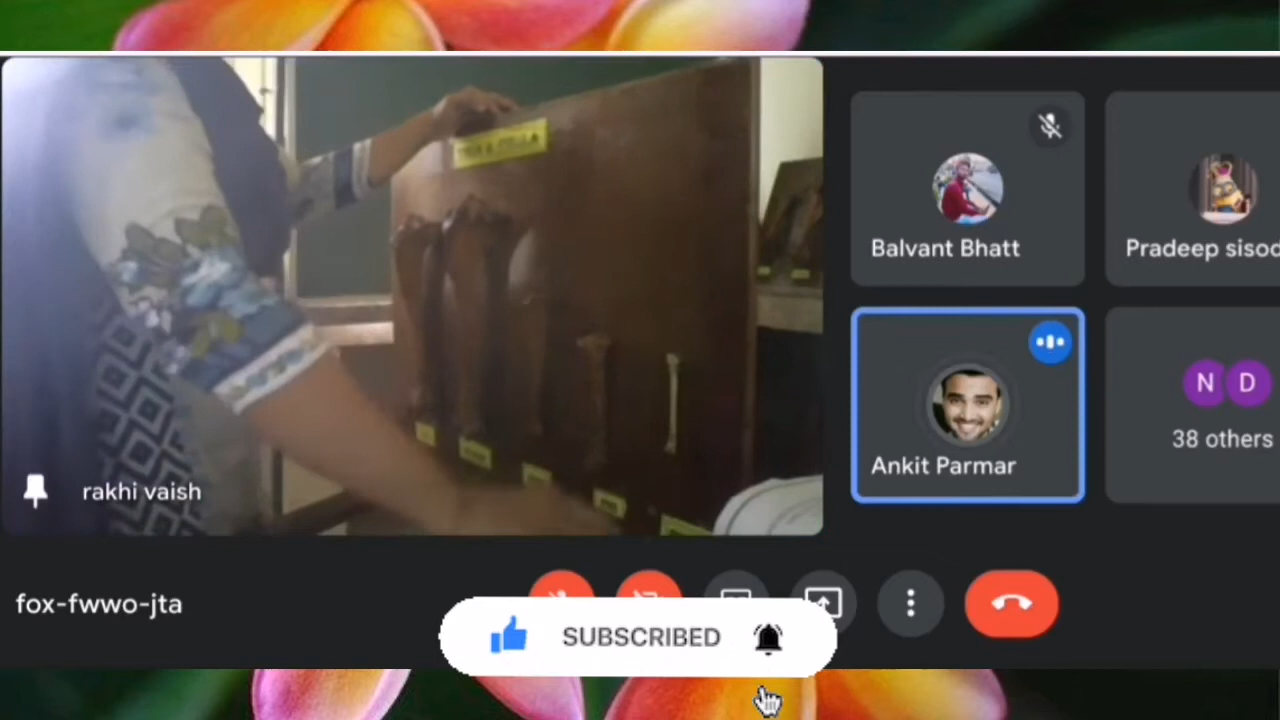 Balvant Bhatt
Pradeep sisod
Ankit Parmar
N D
38 others
rakhi vaish
fox-fwwo-jta
SUBSCRIBED